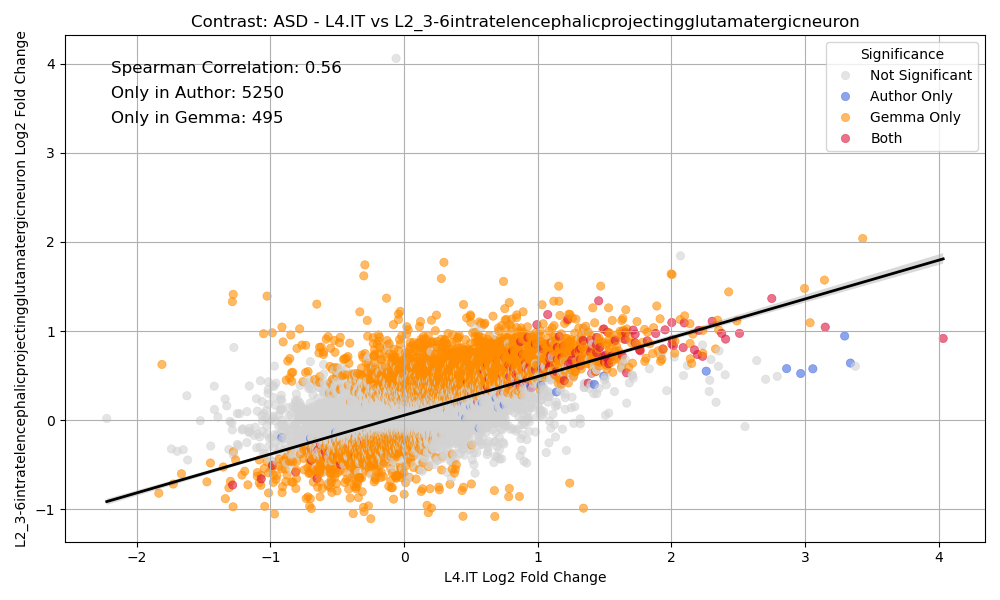 Contrast: ASD - L4.IT vs L2_3-6intratelencephalicprojectingglutamatergicneuron
L2_3-6intratelencephalicprojectingglutamatergicneuron Log2 Fold Change
4
3
2
1
0
−1
Spearman Correlation: 0.56
Only in Author: 5250
Only in Gemma: 495
Significance
Not Significant
Author Only
Gemma Only
Both
−2
−1
0
1
2
3
4
L4.IT Log2 Fold Change